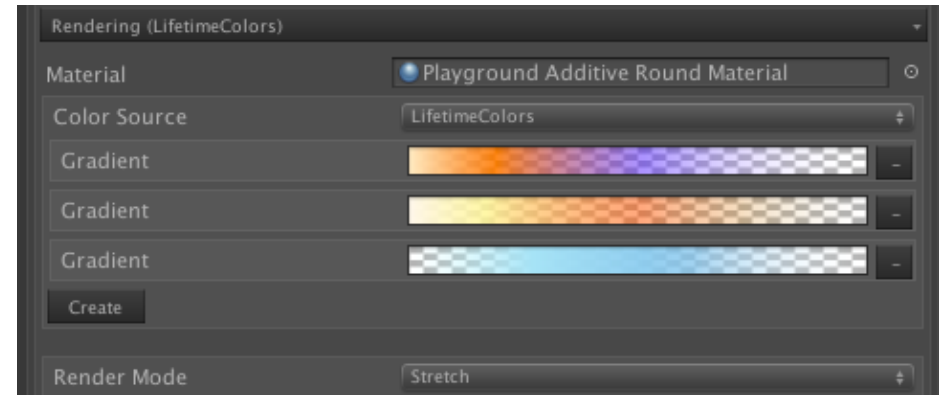 Rendering (LifetimeColors)
Material Playground Additive Round Material
Color Source LifetimeColors
Gradient -
Gradient -
Gradient -
Create
Render Mode Stretch